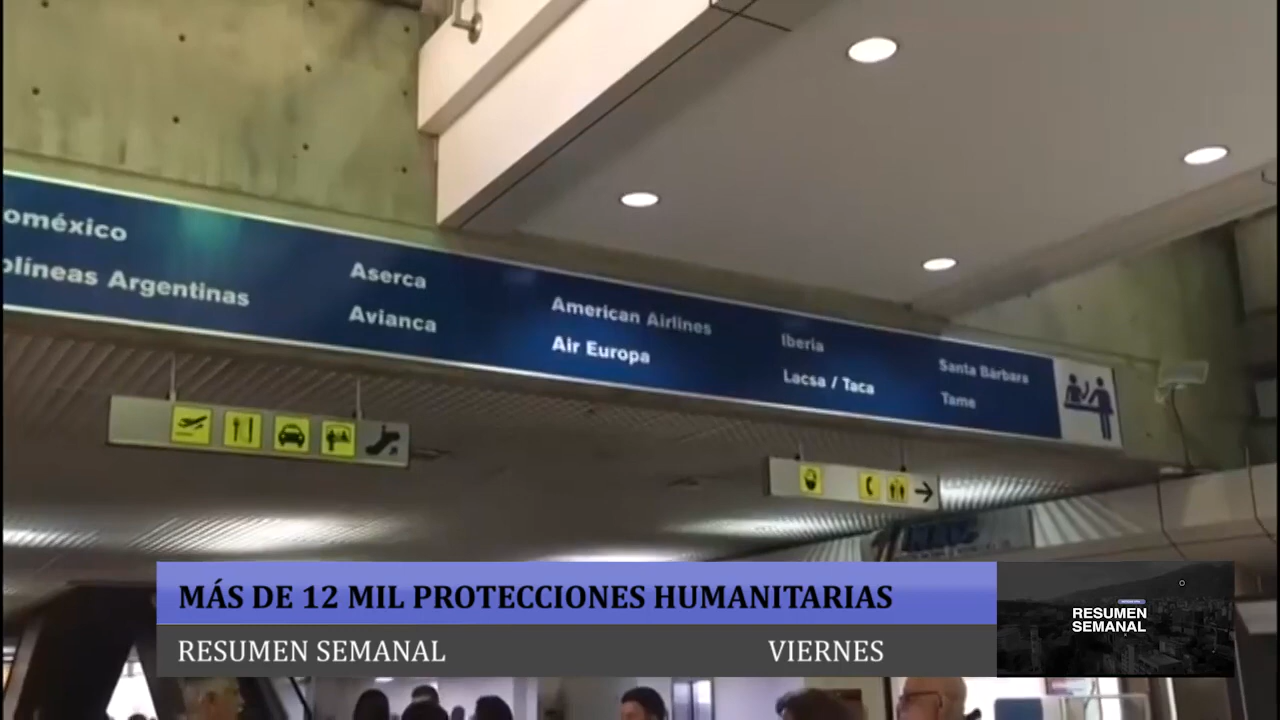 oméxico
olíneas Argentinas
Aserca
Avianca
American Airlines
Air Europa
Iberia
Lacsa / Taca
Santa Bárbara
Tame
MÁS DE 12 MIL PROTECCIONES HUMANITARIAS
RESUMEN SEMANAL
VIERNES
RESUMEN
SEMANAL